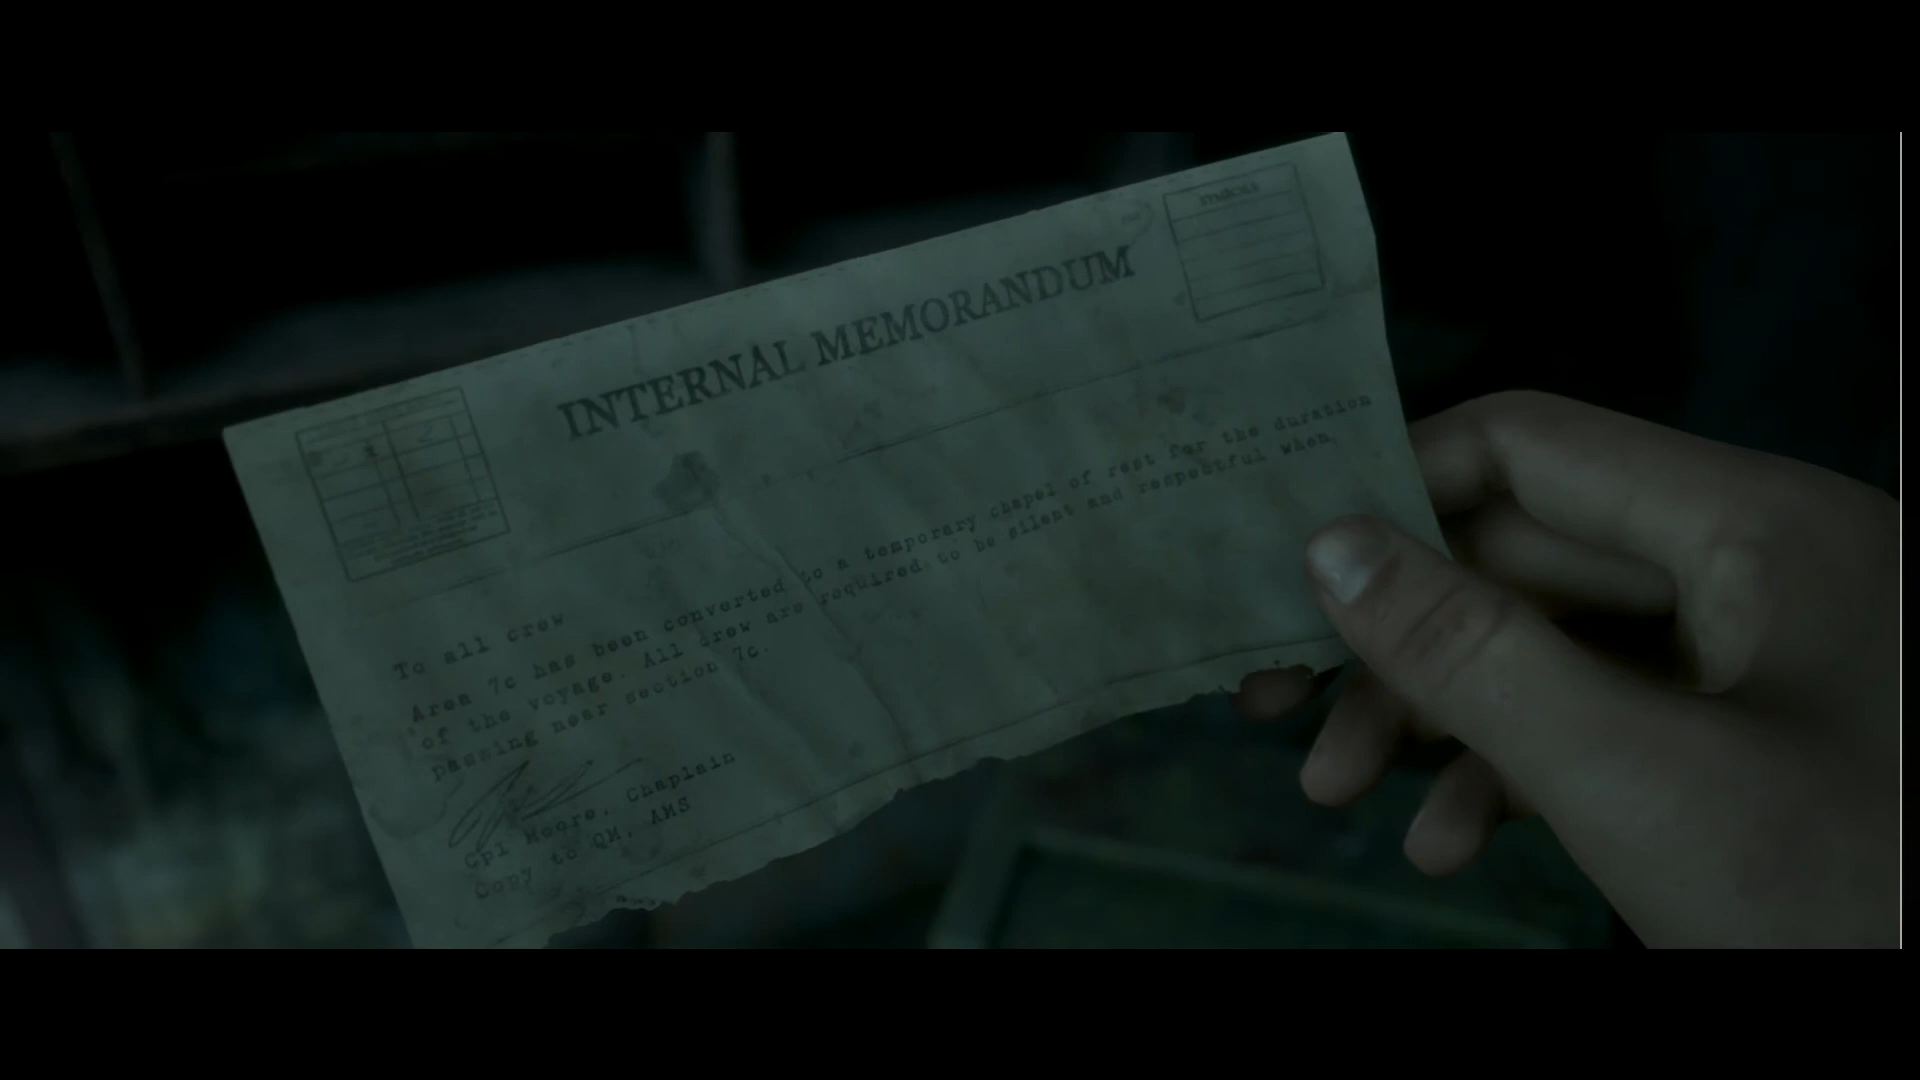 INTERNAL MEMORANDUM
To all crew
Area 7c has been converted to a temporary chapel of rest for the duration
of the voyage. All crew are required to be silent and respectful when
passing near section 7c.
Cpl Moore, Chaplain
Copy to QM, AMS